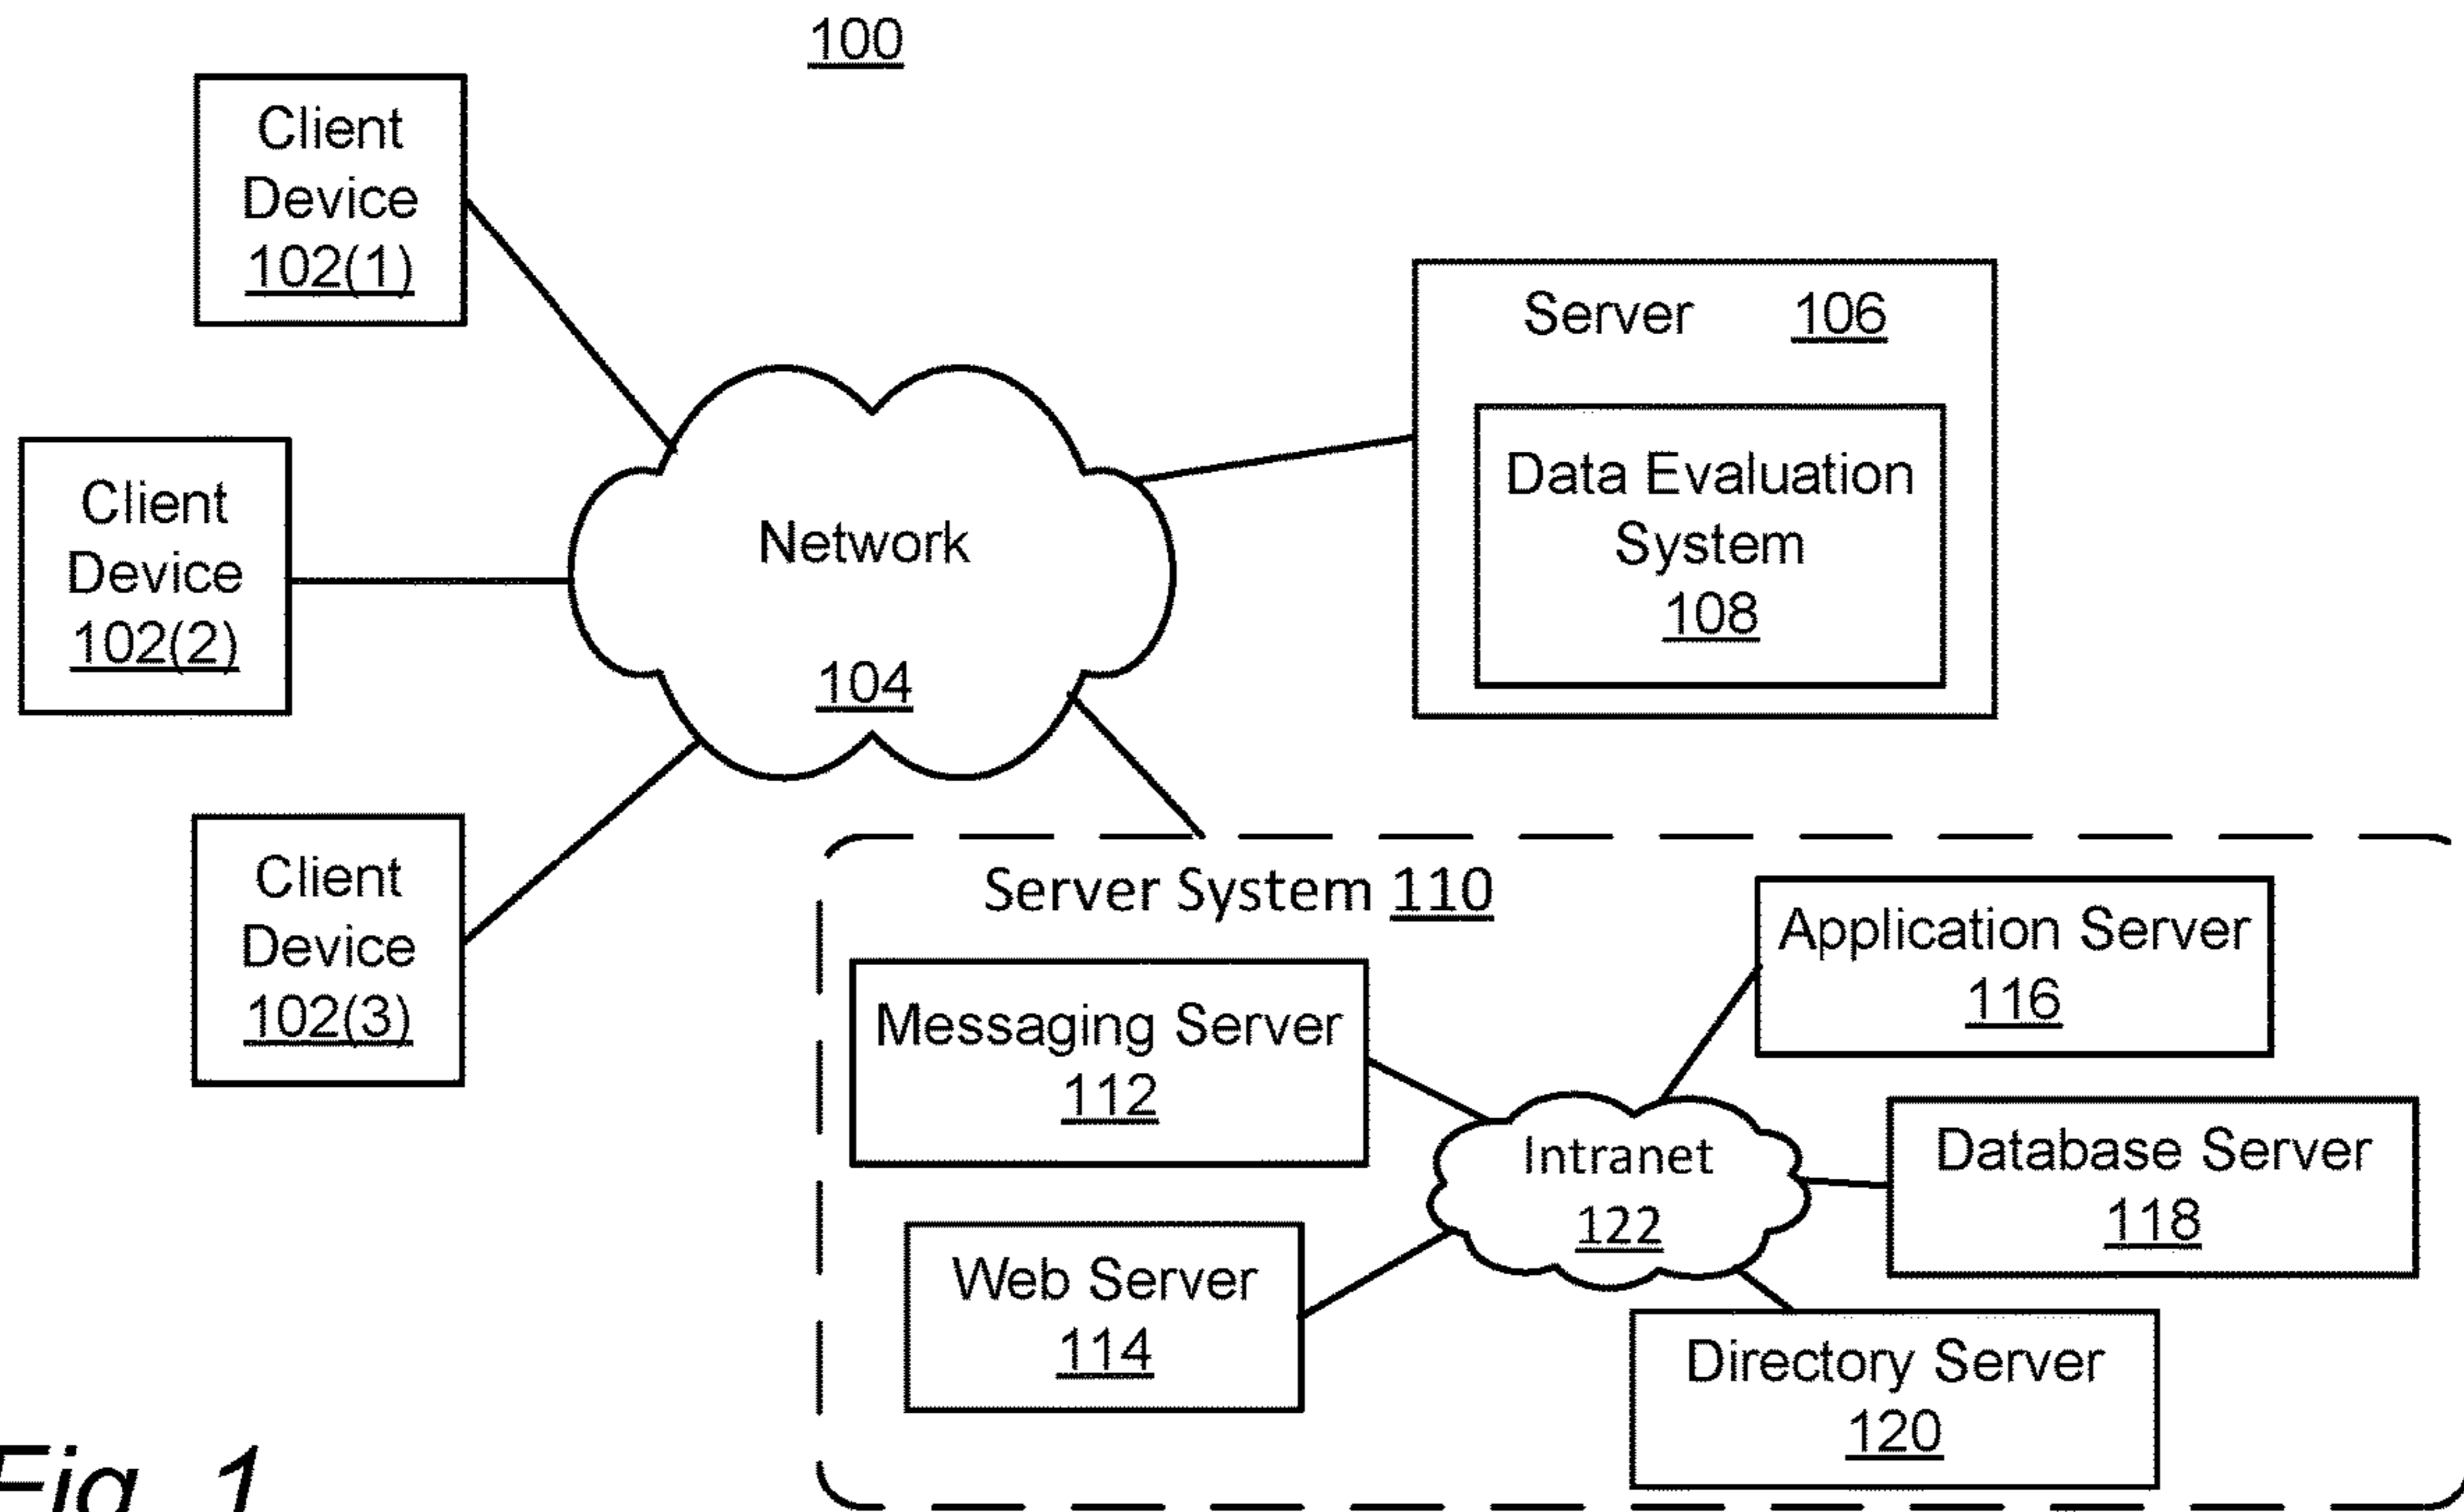 100
Client
Device
102(1)
Client
Device
102(2)
Client
Device
102(3)
Network
104
Server 106
Data Evaluation
System
108
Server System 110
Messaging Server
112
Web Server
114
Intranet
122
Application Server
116
Database Server
118
Directory Server
120
Fig. 1